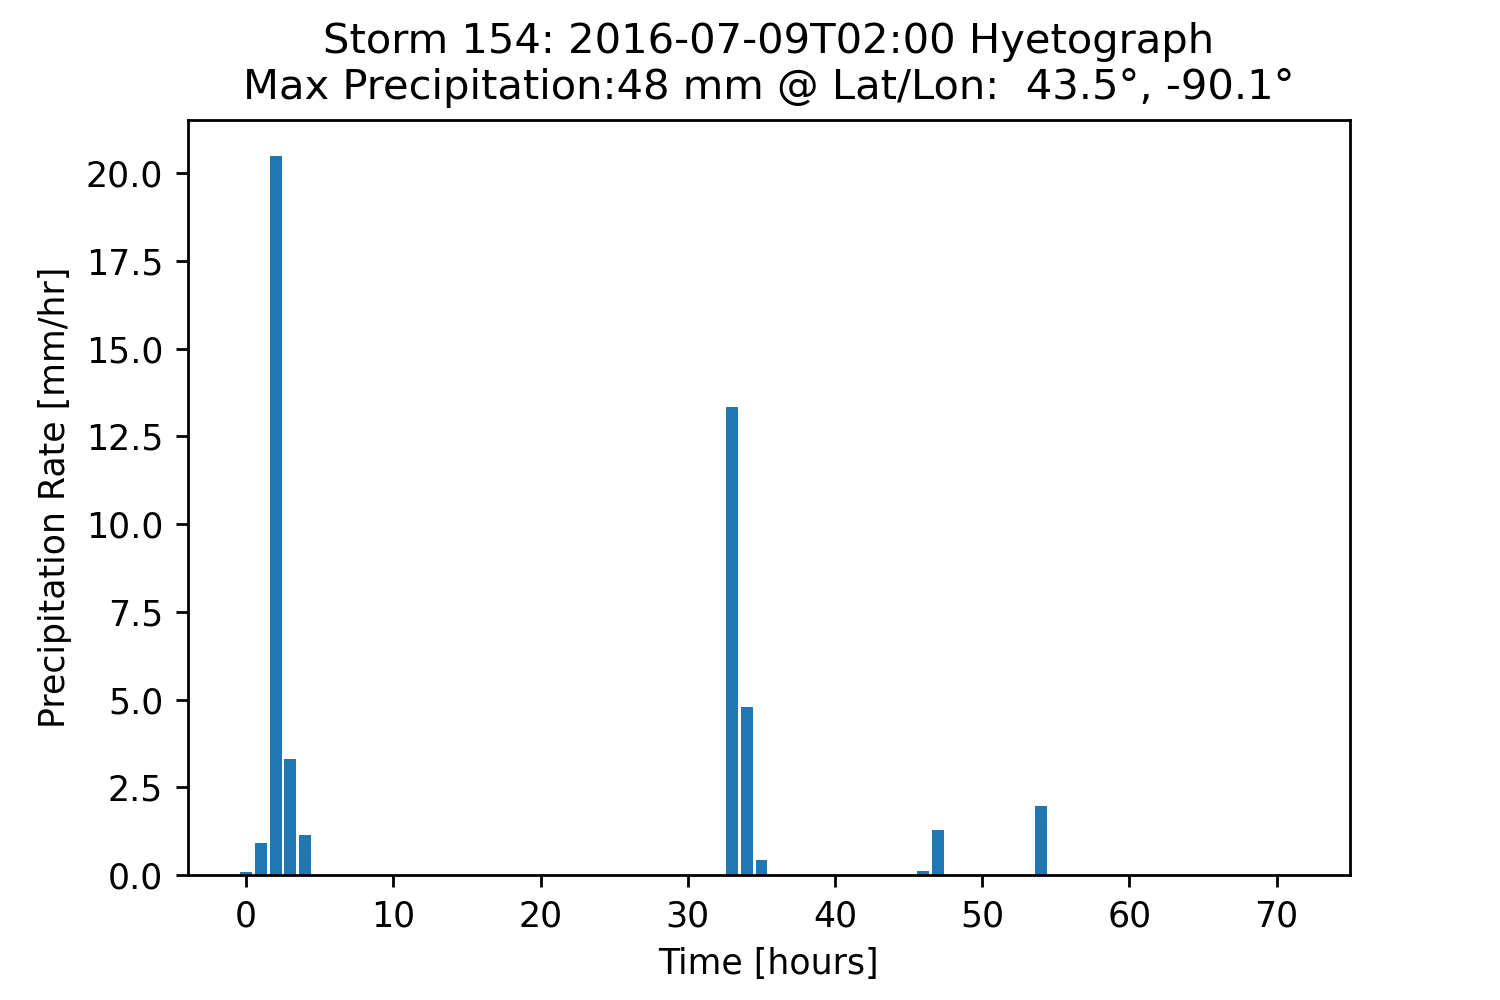 Storm 154: 2016-07-09T02:00 Hyetograph
Max Precipitation:48 mm @ Lat/Lon:  43.5°, -90.1°
Precipitation Rate [mm/hr]
20.0
17.5
15.0
12.5
10.0
7.5
5.0
2.5
0.0
0 10 20 30 40 50 60 70
Time [hours]